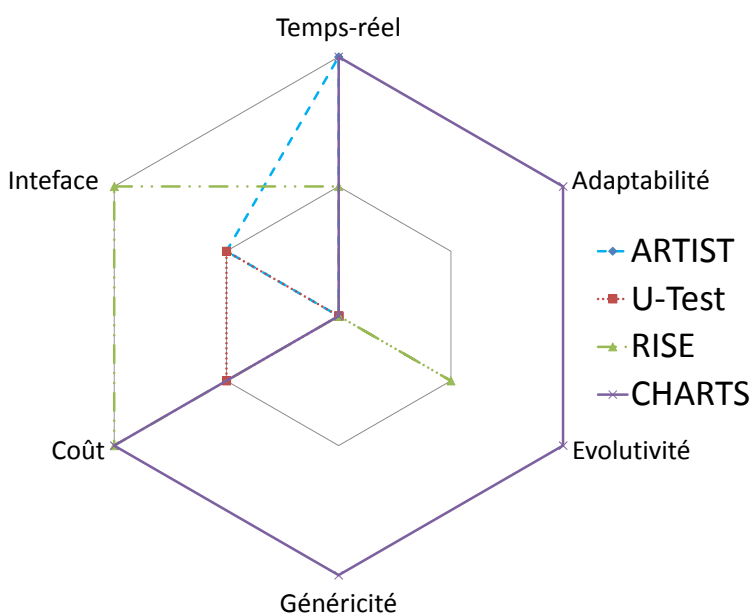 Temps-réel
Inteface
Adaptabilité
ARTIST
U-Test
RISE
CHARTS
Coût
Evolutivité
Généricité